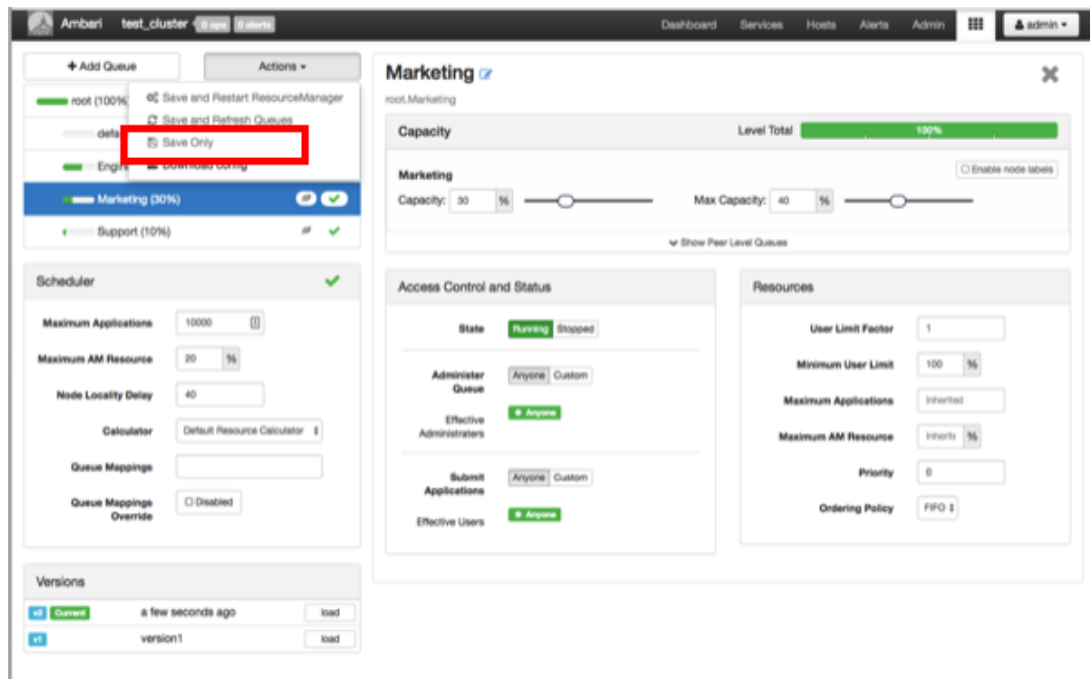 Ambari test_cluster 0 ops 0 alerts Dashboard Services Hosts Alerts Admin admin
+ Add Queue Actions
Save and Restart ResourceManager
Save and Refresh Queues
Save Only
Download config
root (100%
defa
Engin
Marketing (30%)
Support (10%)
Scheduler
Maximum Applications 10000
Maximum AM Resource 20 %
Node Locality Delay 40
Calculator Default Resource Calculator
Queue Mappings
Queue Mappings
Override
Disabled
Versions
v2 Current a few seconds ago load
v1 version1 load
Marketing
root.Marketing
Capacity Level Total 100%
Marketing Enable node labels
Capacity: 30 % Max Capacity: 40 %
Show Peer Level Queues
Access Control and Status
State Running Stopped
Administer
Queue
Anyone Custom
Effective
Administraters
Anyone
Submit
Applications
Anyone Custom
Effective Users Anyone
Resources
User Limit Factor 1
Minimum User Limit 100 %
Maximum Applications Inherited
Maximum AM Resource Inherite %
Priority 0
Ordering Policy FIFO